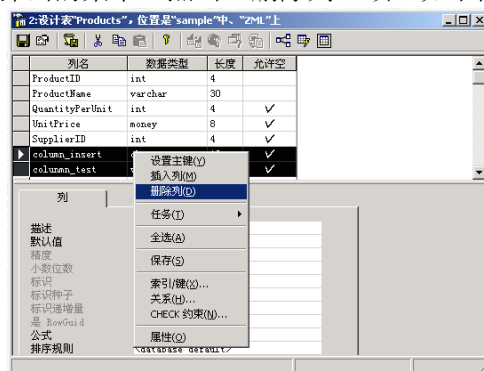 2:设计表"Products"，位置是"sample"中、"ZML"上
列名 数据类型 长度 允许空
ProductID int 4
ProductName varchar 30
QuantityPerUnit int 4
UnitPrice money 8
SupplierID int 4
column_insert
colunmn_test
设置主键(Y)
插入列(M)
删除列(D)
任务(I)
全选(A)
保存(S)
索引/键(X)...
关系(H)...
CHECK 约束(N)...
属性(O)
列
描述
默认值
精度
小数位数
标识
标识种子
标识递增量
是 RowGuid
公式
排序规则 <database default>